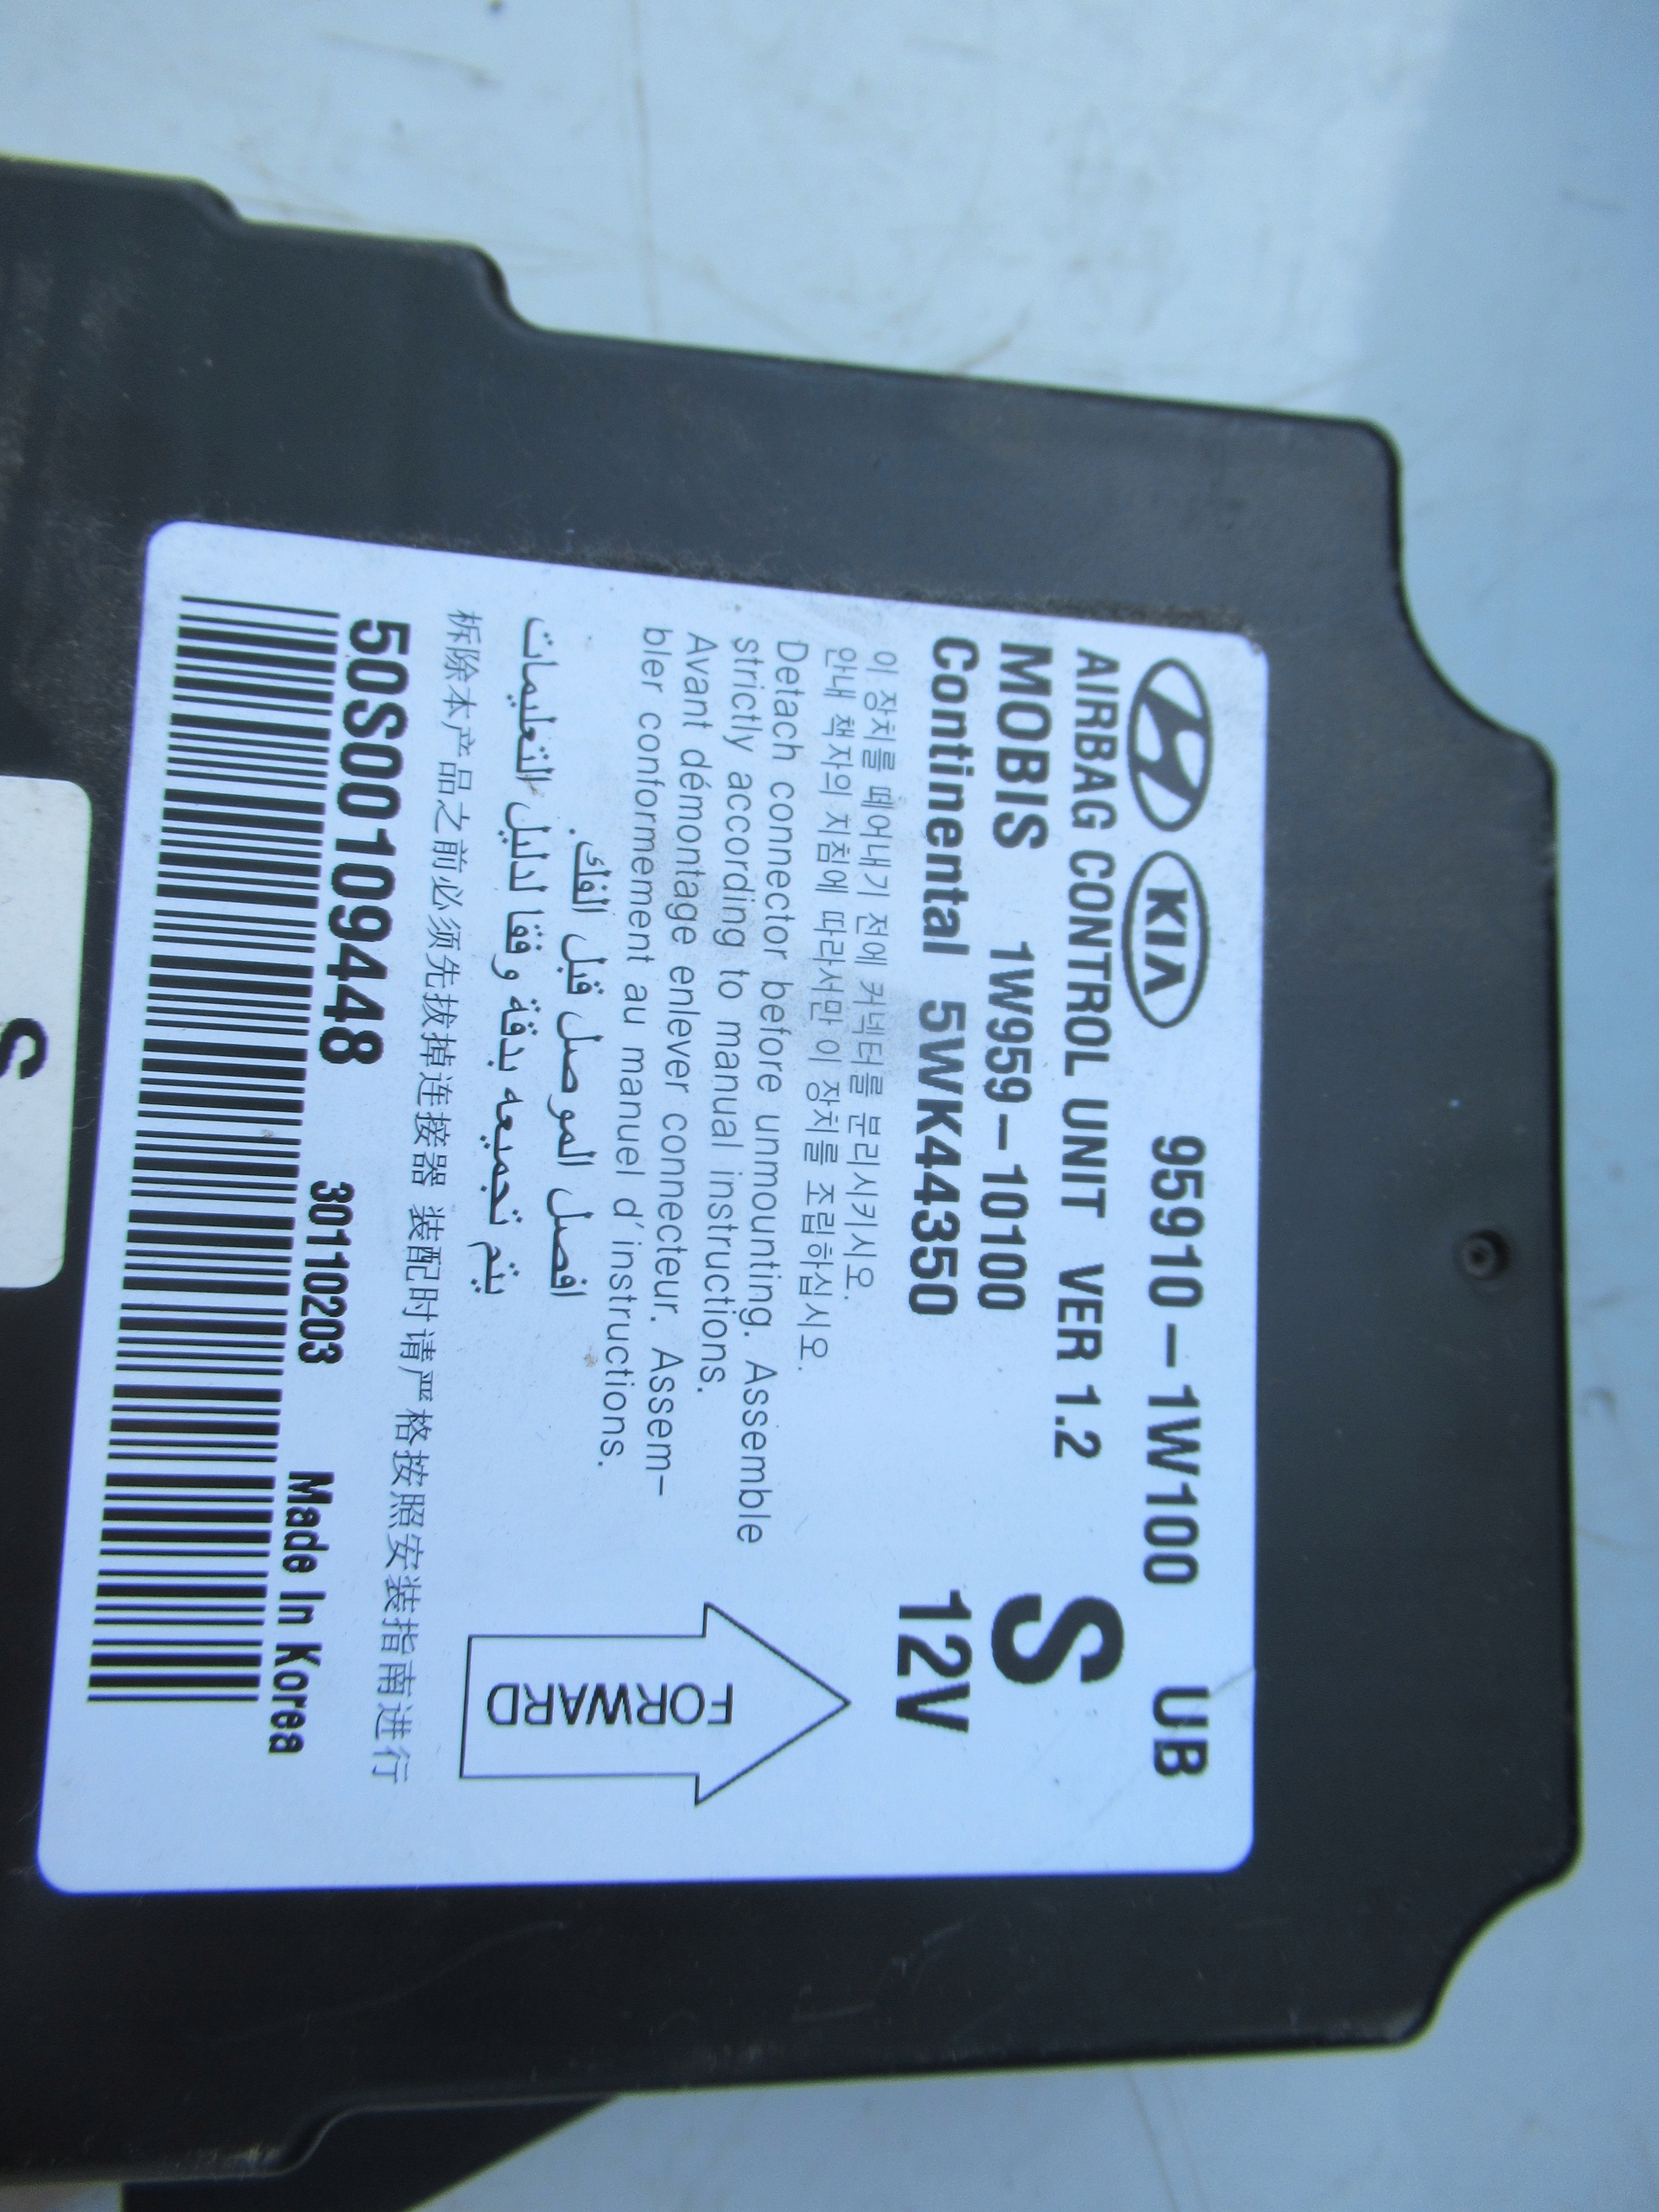 KIA 95910-1W100 UB
AIRBAG CONTROL UNIT VER 1.2
S
MOBIS 1W959-10100
Continental 5WK44350
12V
이 장치를 떼어내기 전에 커넥터를 분리시키시오.
안내 책자의 지침에 따라서만 이 장치를 조립하십시오.
Detach connector before unmounting. Assemble
strictly according to manual instructions.
Avant démontage enlever connecteur. Assem-
bler conformement au manuel d'instructions.
افصل الموصل قبل الفك.
يتم تجميعه بدقة وفقا لدليل التعليمات
FORWARD
拆除本产品之前必须先拔掉连接器 装配时请严格按照安装指南进行
50S00109448 30110203 Made In Korea
S